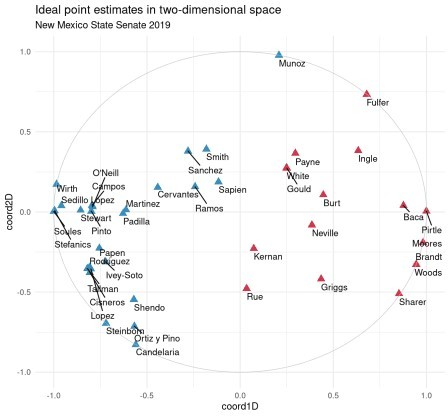 Ideal point estimates in two-dimensional space
New Mexico State Senate 2019
1.0
0.5
0.0
-0.5
-1.0
coord2D
Munoz
Fulfer
Smith
Sanchez
Payne
Ingle
White
Gould
O'Neill
Campos
Wirth
Sedillo Lopez
Martinez
Cervantes
Sapien
Ramos
Burt
Baca
Stewart
Padilla
Pinto
Soules
Stefanics
Neville
Pirtle
Moores
Brandt
Woods
Papen
Rodriguez
Ivey-Soto
Kernan
Tallman
Cisneros
Lopez
Shendo
Rue
Griggs
Sharer
Steinborn
Ortiz y Pino
Candelaria
-1.0
-0.5
0.0
0.5
1.0
coord1D